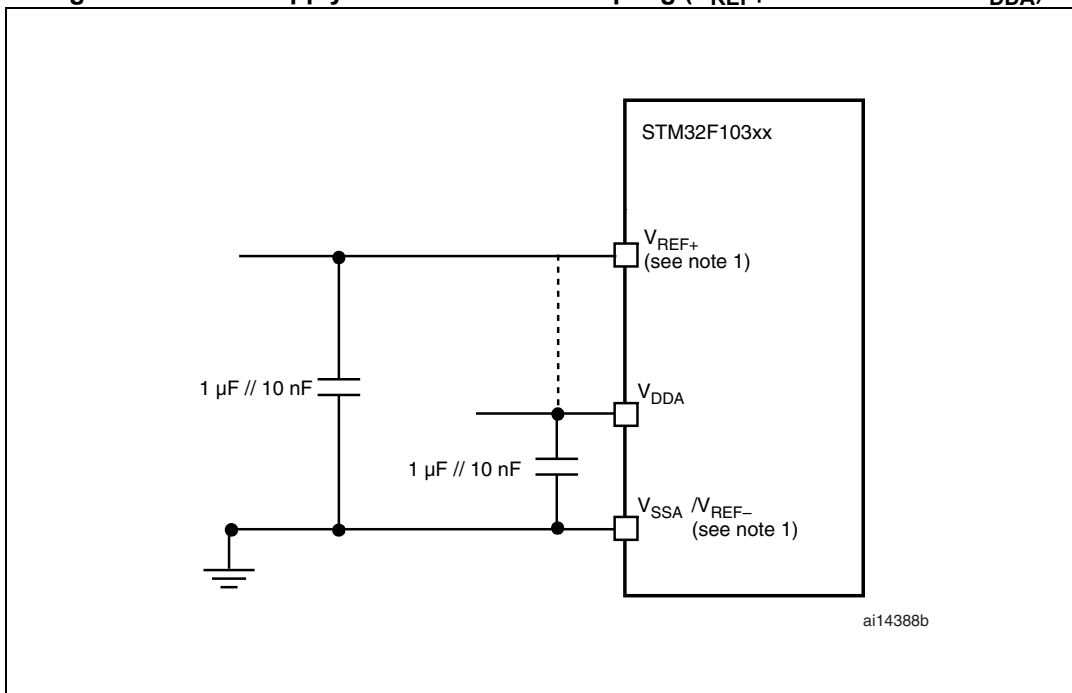 STM32F103xx
VREF+
(see note 1)
1 µF // 10 nF
VDDA
1 µF // 10 nF
VSSA /VREF–
(see note 1)
ai14388b